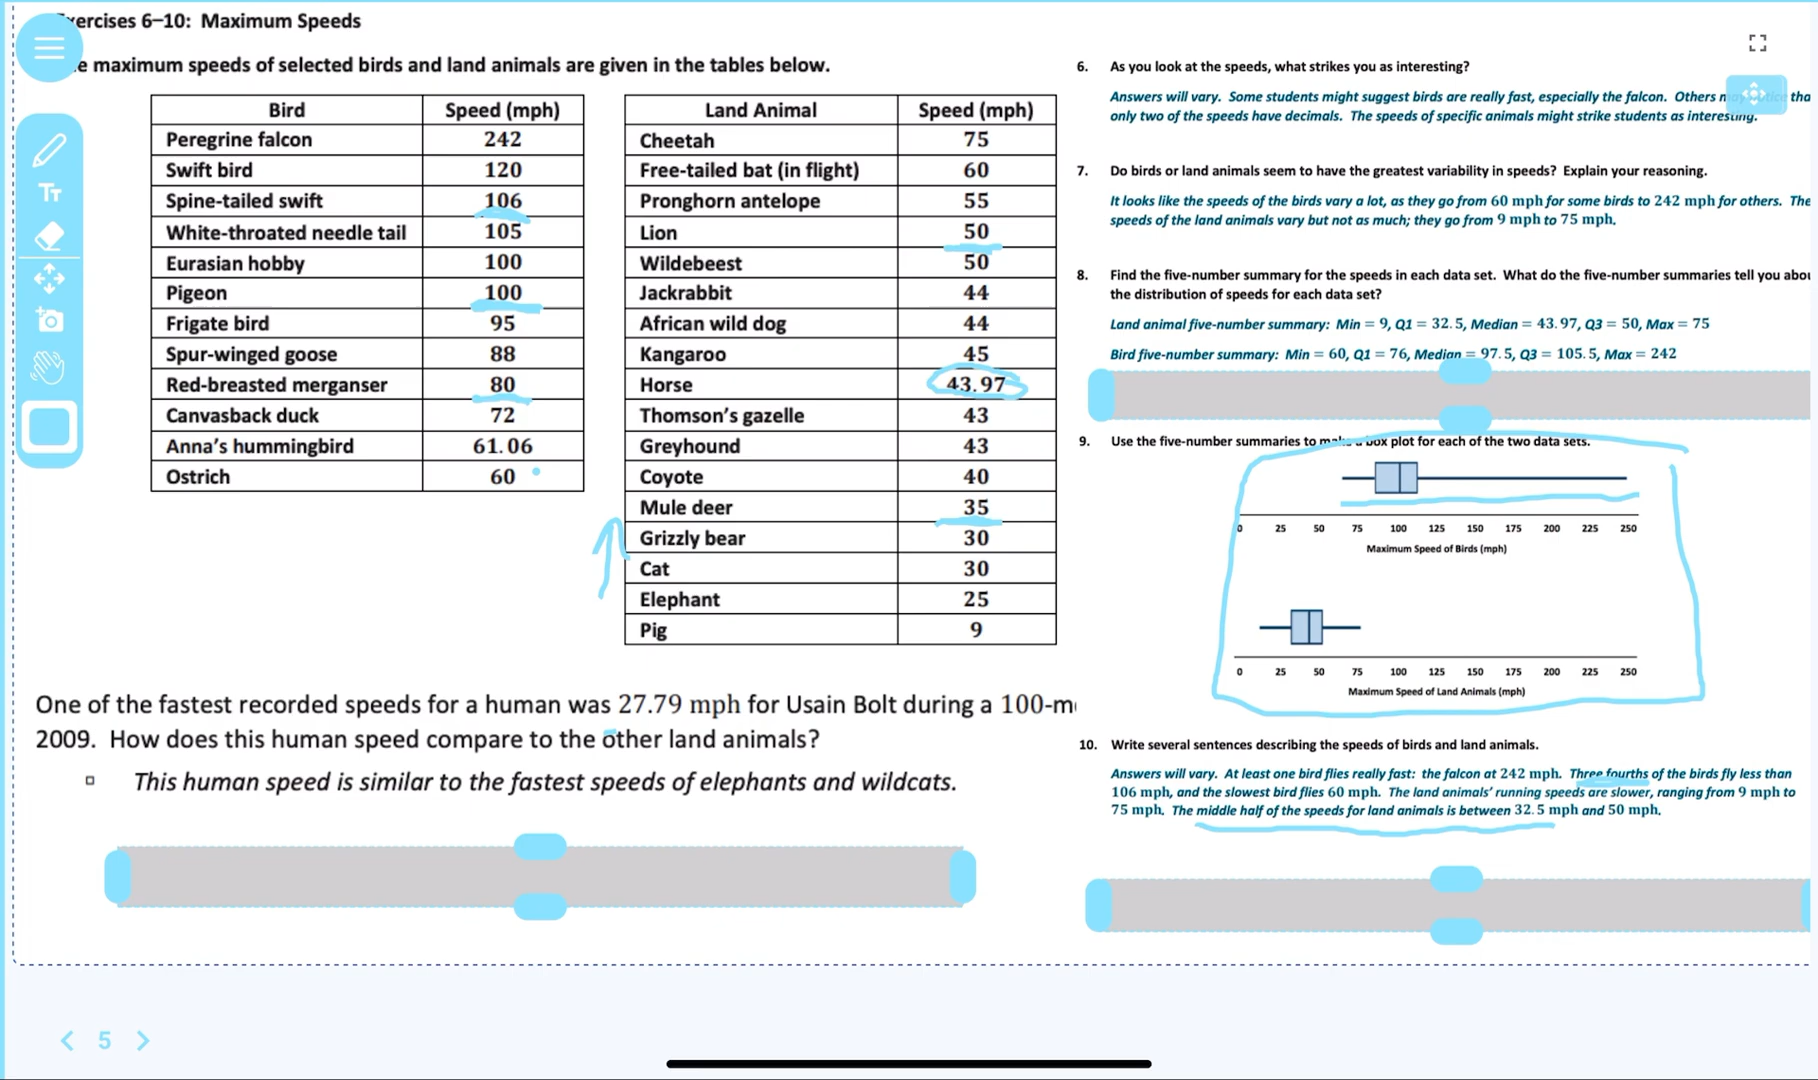 ercises 6–10: Maximum Speeds
e maximum speeds of selected birds and land animals are given in the tables below.
Bird Speed (mph)
Peregrine falcon 242
Swift bird 120
Spine-tailed swift 106
White-throated needle tail 105
Eurasian hobby 100
Pigeon 100
Frigate bird 95
Spur-winged goose 88
Red-breasted merganser 80
Canvasback duck 72
Anna's hummingbird 61.06
Ostrich 60
Land Animal Speed (mph)
Cheetah 75
Free-tailed bat (in flight) 60
Pronghorn antelope 55
Lion 50
Wildebeest 50
Jackrabbit 44
African wild dog 44
Kangaroo 45
Horse 43.97
Thomson's gazelle 43
Greyhound 43
Coyote 40
Mule deer 35
Grizzly bear 30
Cat 30
Elephant 25
Pig 9
One of the fastest recorded speeds for a human was 27.79 mph for Usain Bolt during a 100-m
2009. How does this human speed compare to the other land animals?
This human speed is similar to the fastest speeds of elephants and wildcats.
6. As you look at the speeds, what strikes you as interesting?
Answers will vary. Some students might suggest birds are really fast, especially the falcon. Others tha
only two of the speeds have decimals. The speeds of specific animals might strike students as interesting.
7. Do birds or land animals seem to have the greatest variability in speeds? Explain your reasoning.
It looks like the speeds of the birds vary a lot, as they go from 60 mph for some birds to 242 mph for others. The
speeds of the land animals vary but not as much; they go from 9 mph to 75 mph.
8. Find the five-number summary for the speeds in each data set. What do the five-number summaries tell you abou
the distribution of speeds for each data set?
Land animal five-number summary: Min = 9, Q1 = 32.5, Median = 43.97, Q3 = 50, Max = 75
Bird five-number summary: Min = 60, Q1 = 76, Median = 97.5, Q3 = 105.5, Max = 242
9. Use the five-number summaries to make a box plot for each of the two data sets.
0 25 50 75 100 125 150 175 200 225 250
Maximum Speed of Birds (mph)
0 25 50 75 100 125 150 175 200 225 250
Maximum Speed of Land Animals (mph)
10. Write several sentences describing the speeds of birds and land animals.
Answers will vary. At least one bird flies really fast: the falcon at 242 mph. Three fourths of the birds fly less than
106 mph, and the slowest bird flies 60 mph. The land animals' running speeds are slower, ranging from 9 mph to
75 mph. The middle half of the speeds for land animals is between 32.5 mph and 50 mph.
Tт
< 5 >